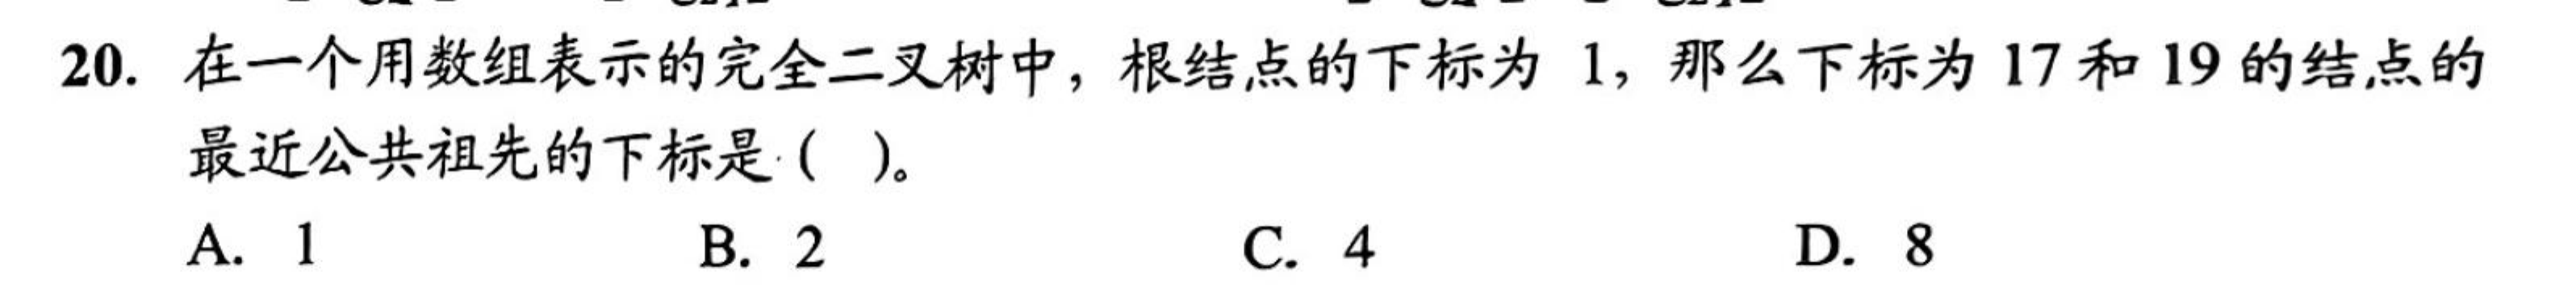 20. 在一个用数组表示的完全二叉树中，根结点的下标为 1，那么下标为 17 和 19 的结点的
最近公共祖先的下标是（ ）。
A. 1 B. 2 C. 4 D. 8